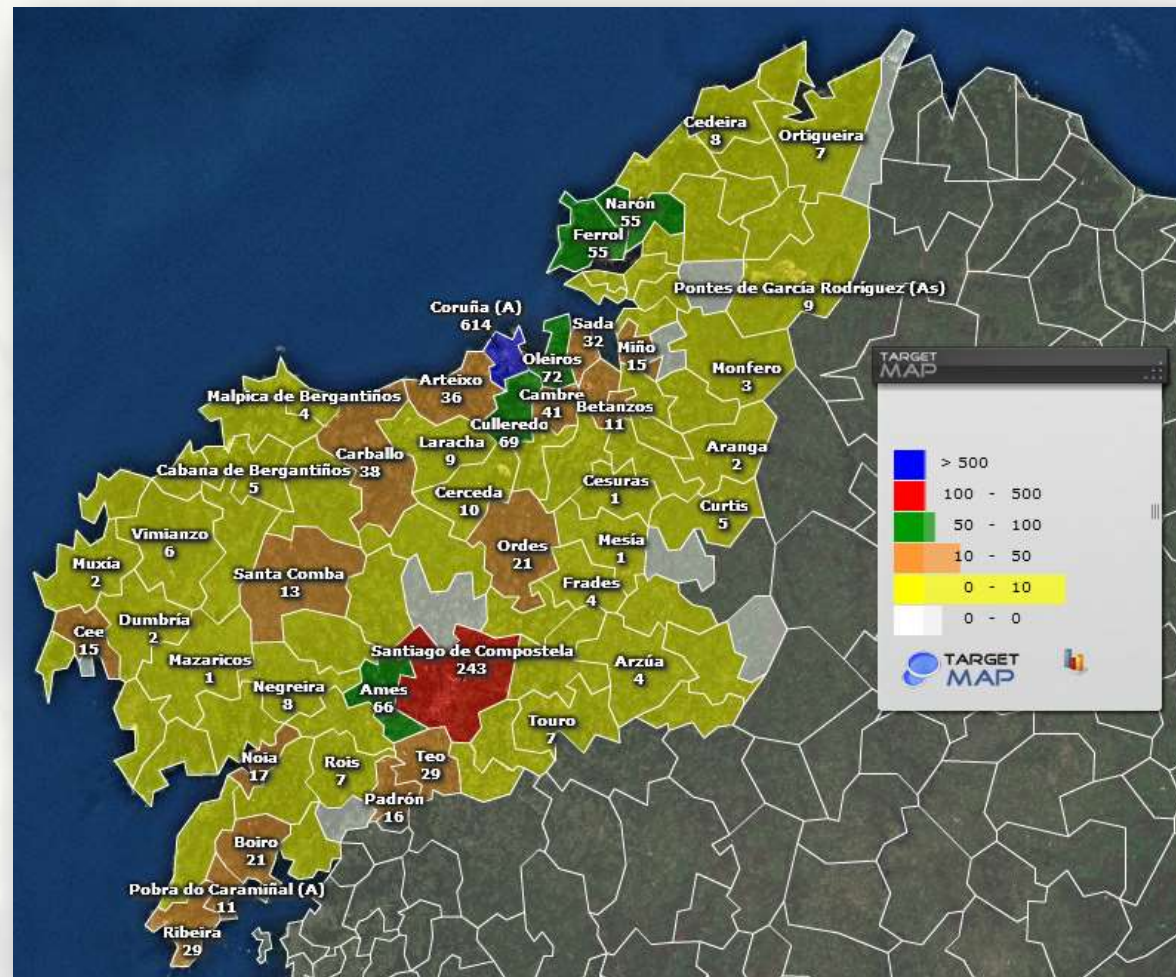 Cedeira
8
Ortigueira
7
Narón
55
Ferrol
55
Pontes de García Rodríguez (As)
9
Coruña (A)
614
Sada
32
Miño
15
Oleiros
72
Monfero
3
Arteixo
36
Cambre
41
Betanzos
11
Malpica de Bergantiños
4
Culleredo
69
Laracha
9
Carballo
38
Aranga
2
Cabana de Bergantiños
5
Cesuras
1
Cerceda
10
Curtis
5
Vimianzo
6
Ordes
21
Mesía
1
Muxía
2
Santa Comba
13
Frades
4
Dumbría
2
Cee
15
Santiago de Compostela
243
Mazaricos
1
Arzúa
4
Negreira
8
Ames
66
Touro
7
Noia
17
Rois
7
Teo
29
Padrón
16
Boiro
21
Pobra do Caramiñal (A)
11
Ribeira
29
TARGET
MAP
> 500
100 - 500
50 - 100
10 - 50
0 - 10
0 - 0
TARGET
MAP